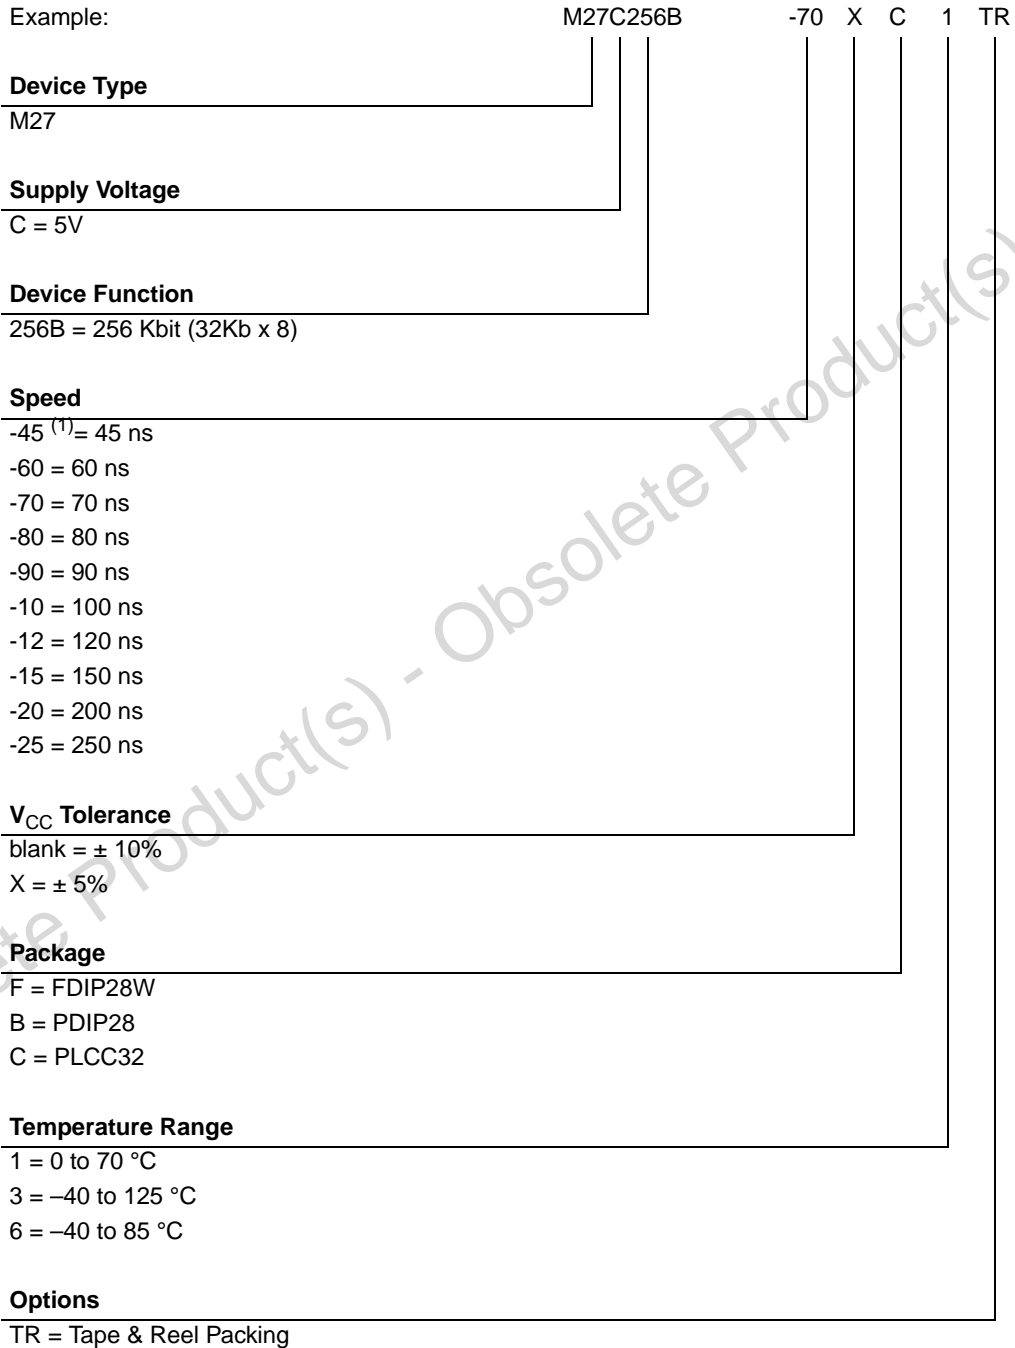 Example: M27C256B -70 X C 1 TR
Device Type
M27
Supply Voltage
C = 5V
Device Function
256B = 256 Kbit (32Kb x 8)
Speed
-45 (1)= 45 ns
-60 = 60 ns
-70 = 70 ns
-80 = 80 ns
-90 = 90 ns
-10 = 100 ns
-12 = 120 ns
-15 = 150 ns
-20 = 200 ns
-25 = 250 ns
VCC Tolerance
blank = ± 10%
X = ± 5%
Package
F = FDIP28W
B = PDIP28
C = PLCC32
Temperature Range
1 = 0 to 70 °C
3 = –40 to 125 °C
6 = –40 to 85 °C
Options
TR = Tape & Reel Packing
ete Product(s) - Obsolete Product(s)